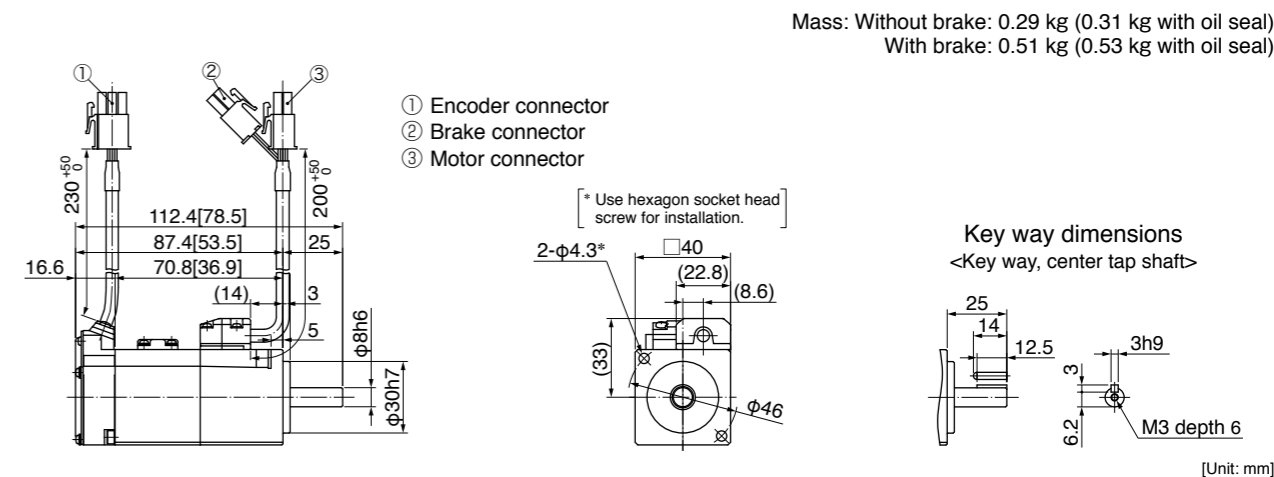 Mass: Without brake: 0.29 kg (0.31 kg with oil seal)
With brake: 0.51 kg (0.53 kg with oil seal)
①
②
③
① Encoder connector
② Brake connector
③ Motor connector
230 +50 0
200 +50 0
112.4[78.5]
87.4[53.5]
25
16.6
70.8[36.9]
(14)
3
5
φ8h6
φ30h7
* Use hexagon socket head
screw for installation.
2-φ4.3*
□40
(22.8)
(8.6)
(33)
φ46
Key way dimensions
<Key way, center tap shaft>
25
14
12.5
3h9
3
6.2
M3 depth 6
[Unit: mm]